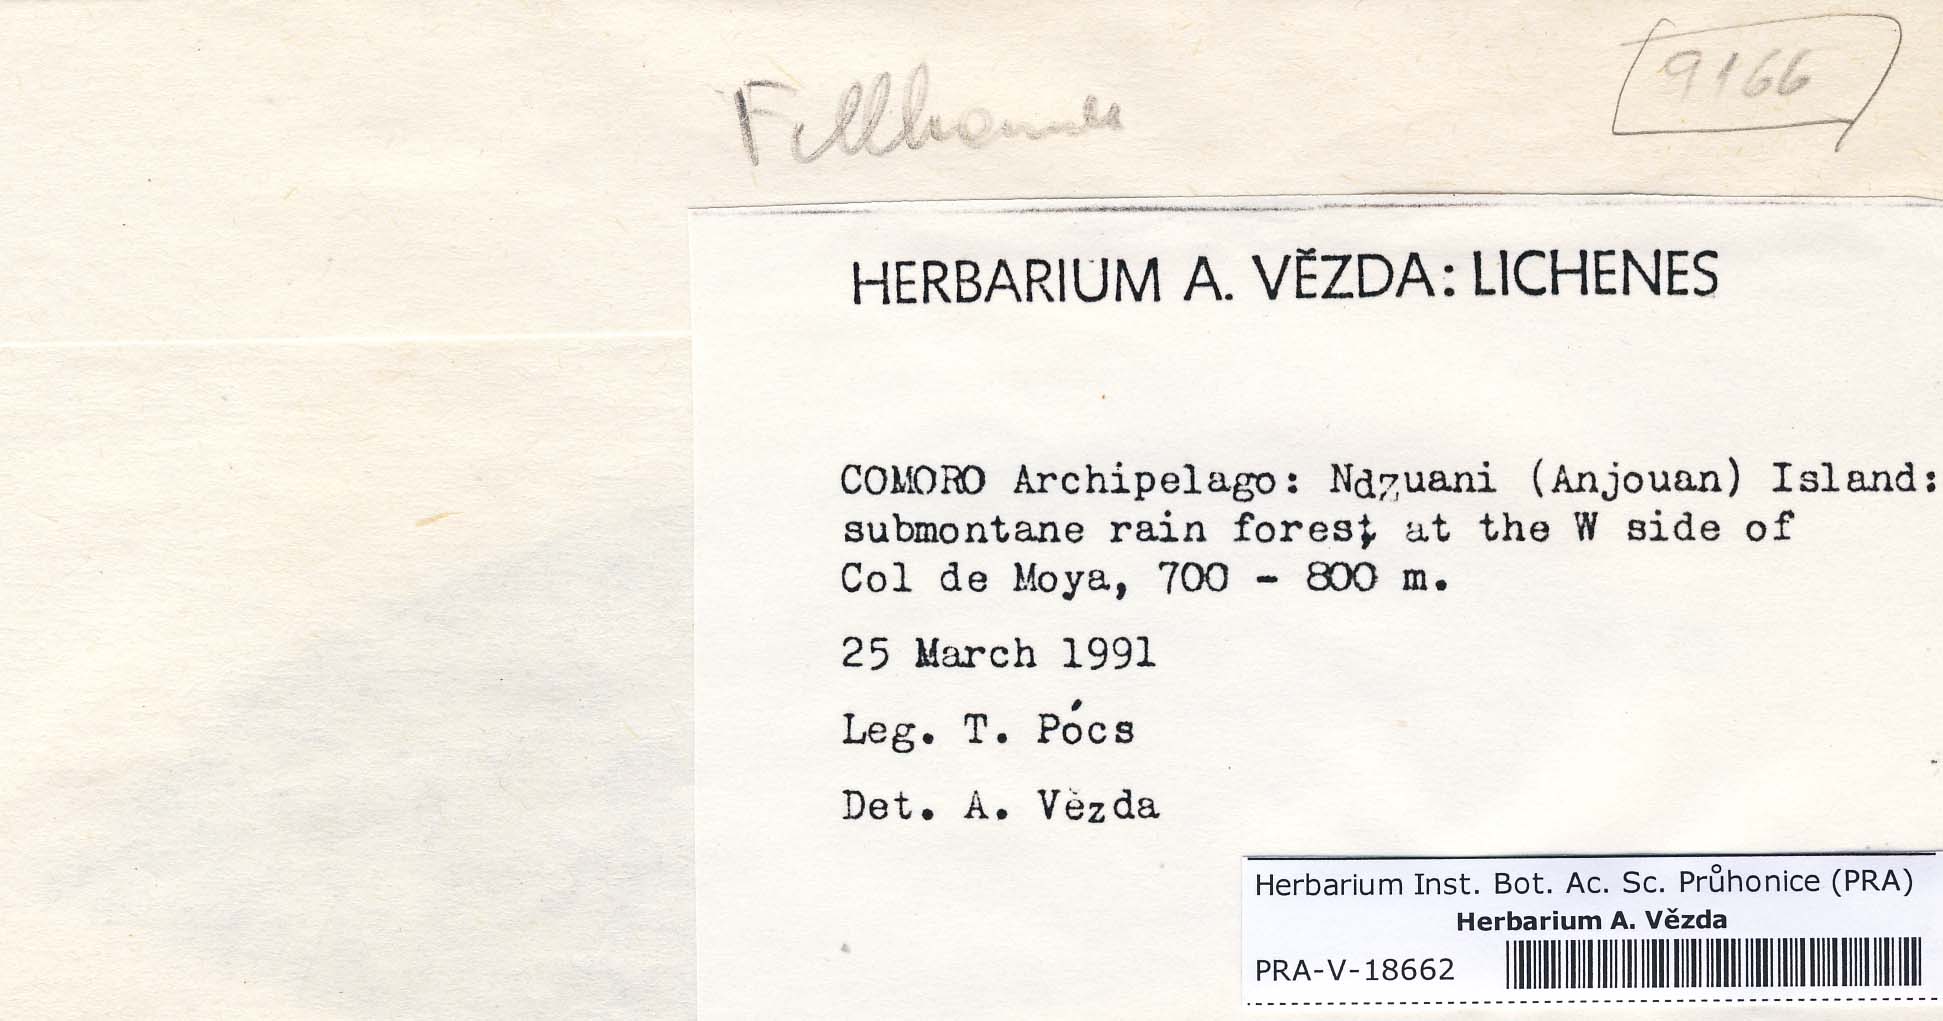 9166
HERBARIUM A. VĚZDA: LICHENES
COMORO Archipelago: Ndzuani (Anjouan) Island:
submontane rain forest, at the W side of
Col de Moya, 700 - 800 m.
25 March 1991
Leg. T. Pócs
Det. A. Vězda
Herbarium Inst. Bot. Ac. Sc. Průhonice (PRA)
Herbarium A. Vězda
PRA-V-18662